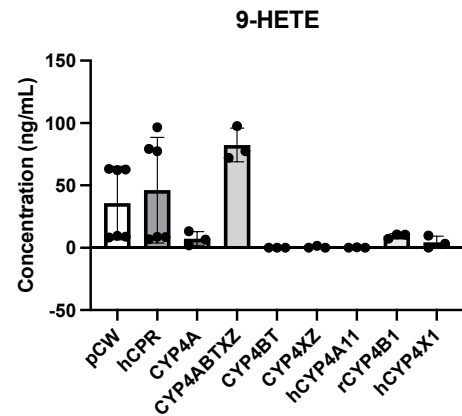 9-HETE
Concentration (ng/mL)
150
100
50
0
-50
pCW
hCPR
CYP4A
CYP4ABTXZ
CYP4BT
CYP4XZ
hCYP4A11
rCYP4B1
hCYP4X1